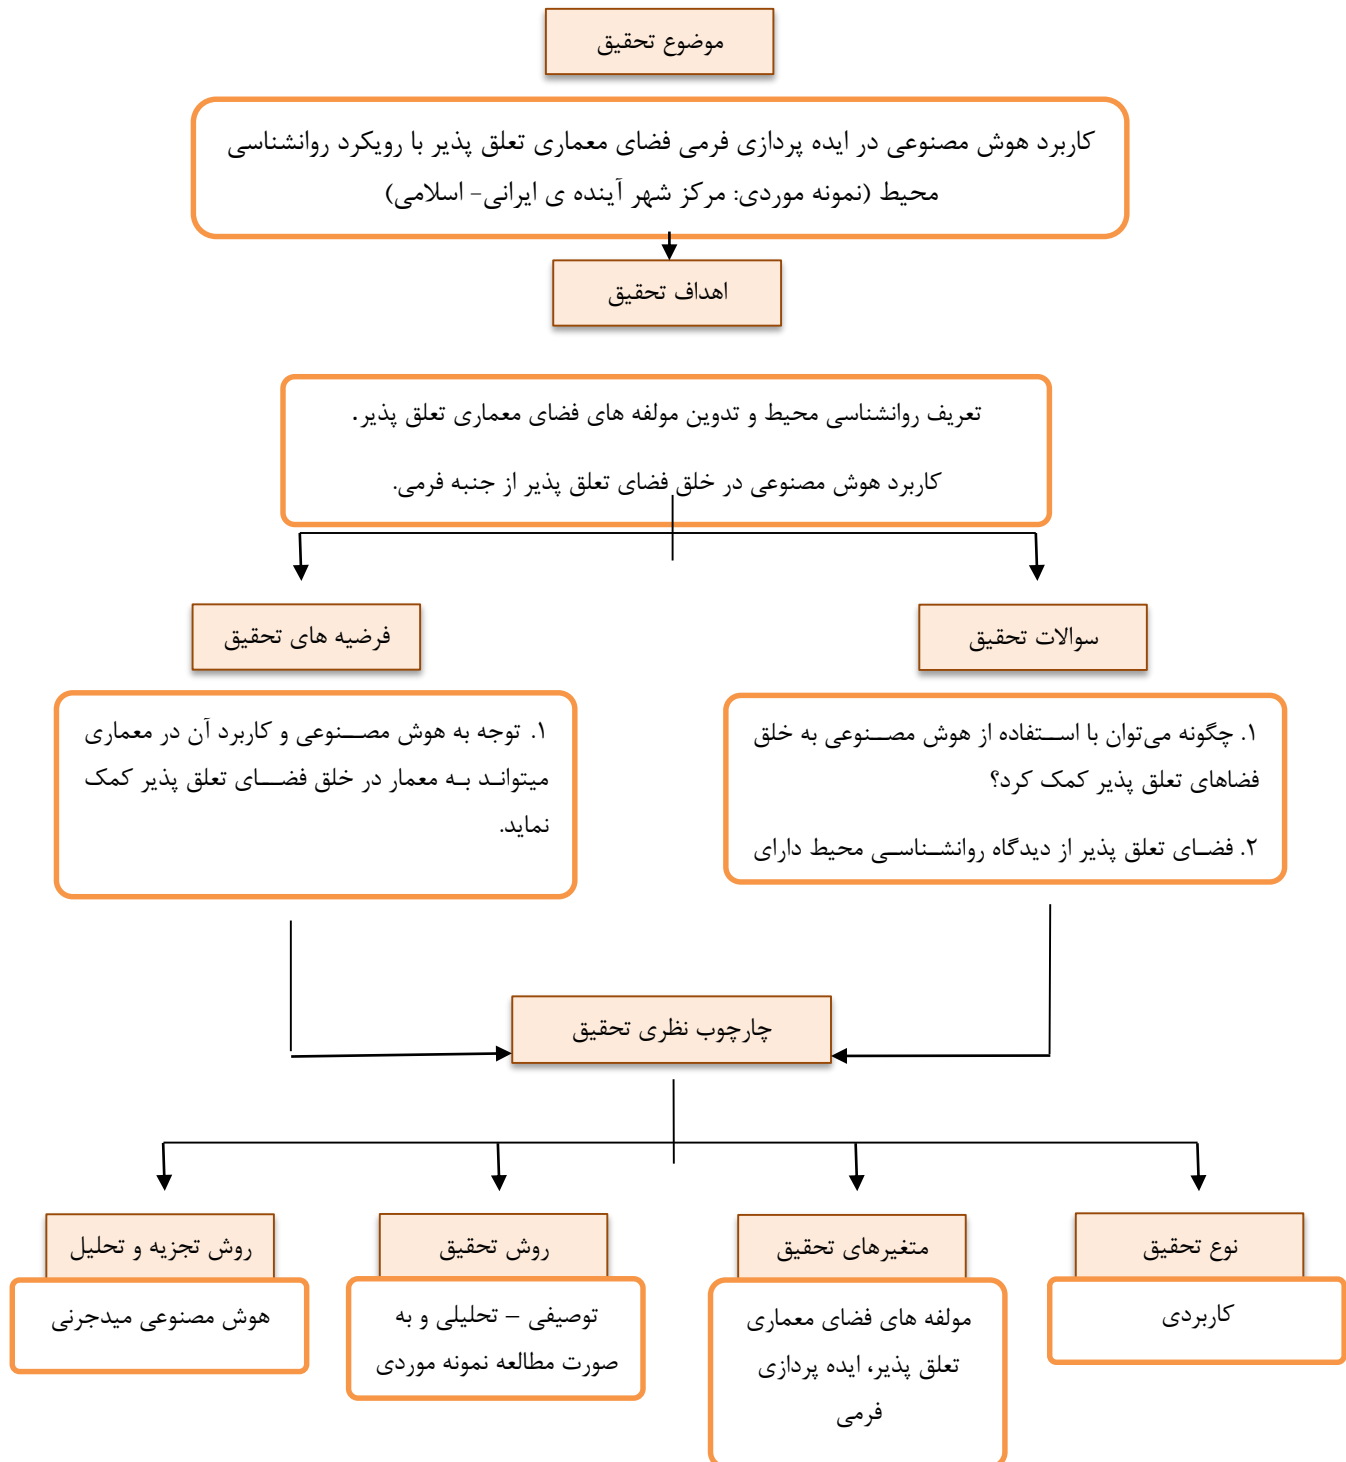 موضوع تحقیق
کاربرد هوش مصنوعی در ایده پردازی فرمی فضای معماری تعلق پذیر با رویکرد روانشناسی
محیط (نمونه موردی: مرکز شهر آینده ی ایرانی- اسلامی)
اهداف تحقیق
تعریف روانشناسی محیط و تدوین مولفه های فضای معماری تعلق پذیر.
کاربرد هوش مصنوعی در خلق فضای تعلق پذیر از جنبه فرمی.
سوالات تحقیق
۱. چگونه می‌توان با استفاده از هوش مصنوعی به خلق
فضاهای تعلق پذیر کمک کرد؟
۲. فضای تعلق پذیر از دیدگاه روانشناسی محیط دارای
فرضیه های تحقیق
۱. توجه به هوش مصنوعی و کاربرد آن در معماری
میتواند به معمار در خلق فضای تعلق پذیر کمک
نماید.
چارچوب نظری تحقیق
نوع تحقیق
کاربردی
متغیرهای تحقیق
مولفه های فضای معماری
تعلق پذیر، ایده پردازی
فرمی
روش تحقیق
توصیفی – تحلیلی و به
صورت مطالعه نمونه موردی
روش تجزیه و تحلیل
هوش مصنوعی میدجرنی